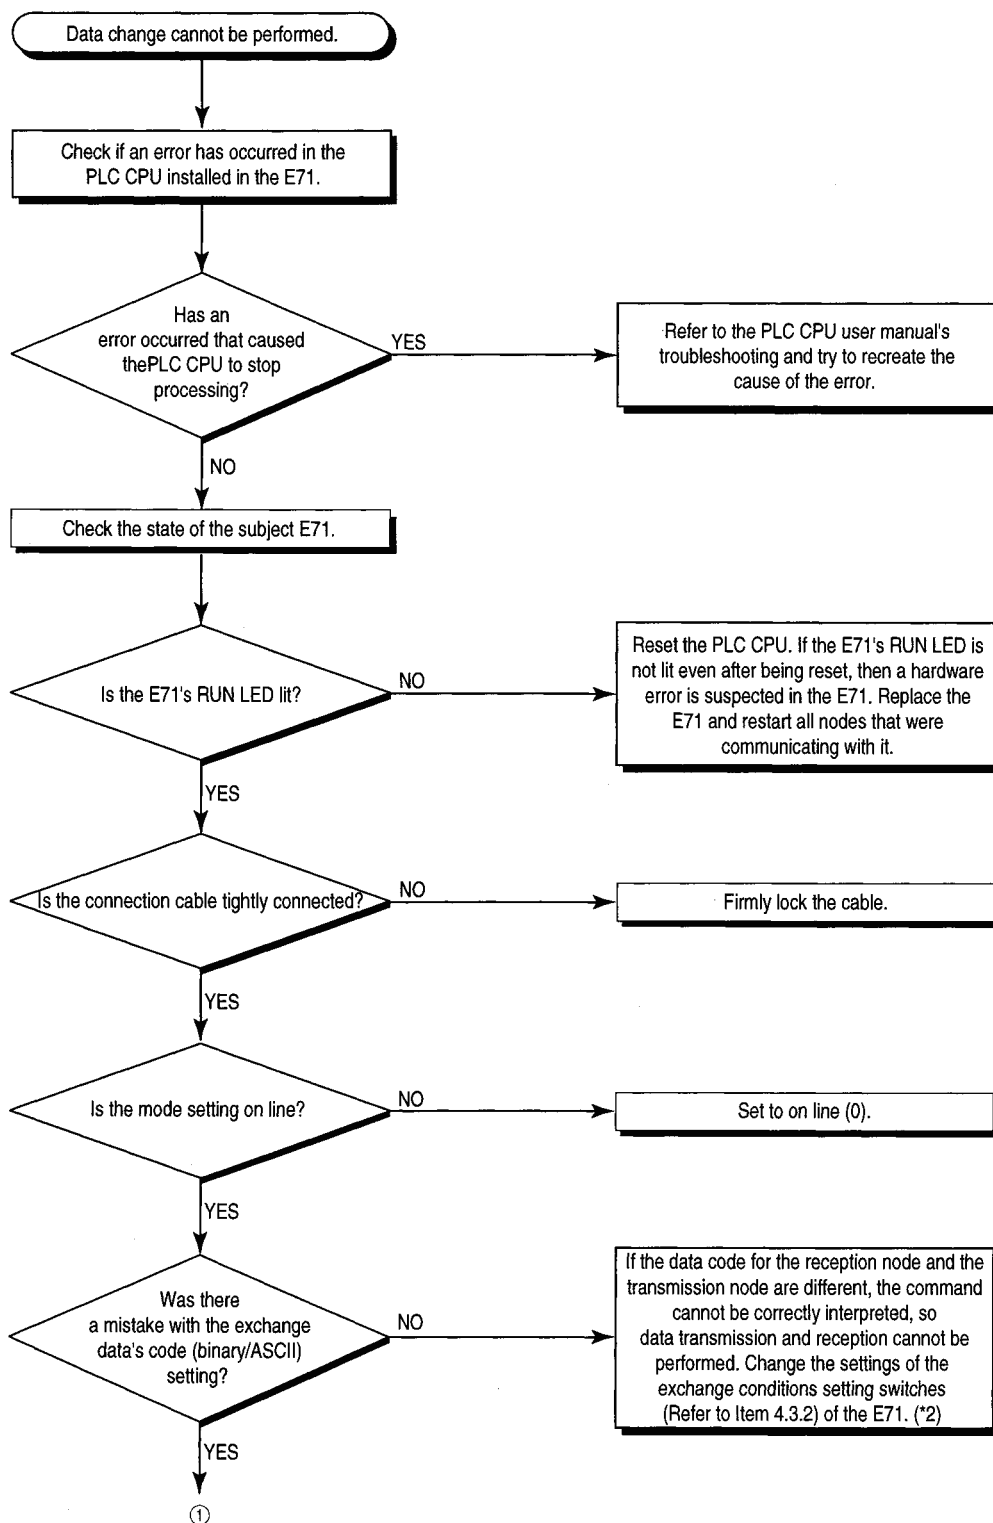 Data change cannot be performed.
Check if an error has occurred in the
PLC CPU installed in the E71.
Has an
error occurred that caused
thePLC CPU to stop
processing?
YES
Refer to the PLC CPU user manual's
troubleshooting and try to recreate the
cause of the error.
NO
Check the state of the subject E71.
Is the E71's RUN LED lit?
NO
Reset the PLC CPU. If the E71's RUN LED is
not lit even after being reset, then a hardware
error is suspected in the E71. Replace the
E71 and restart all nodes that were
communicating with it.
YES
Is the connection cable tightly connected?
NO
Firmly lock the cable.
YES
Is the mode setting on line?
NO
Set to on line (0).
YES
Was there
a mistake with the exchange
data's code (binary/ASCII)
setting?
NO
If the data code for the reception node and the
transmission node are different, the command
cannot be correctly interpreted, so
data transmission and reception cannot be
performed. Change the settings of the
exchange conditions setting switches
(Refer to Item 4.3.2) of the E71. (*2)
YES
①